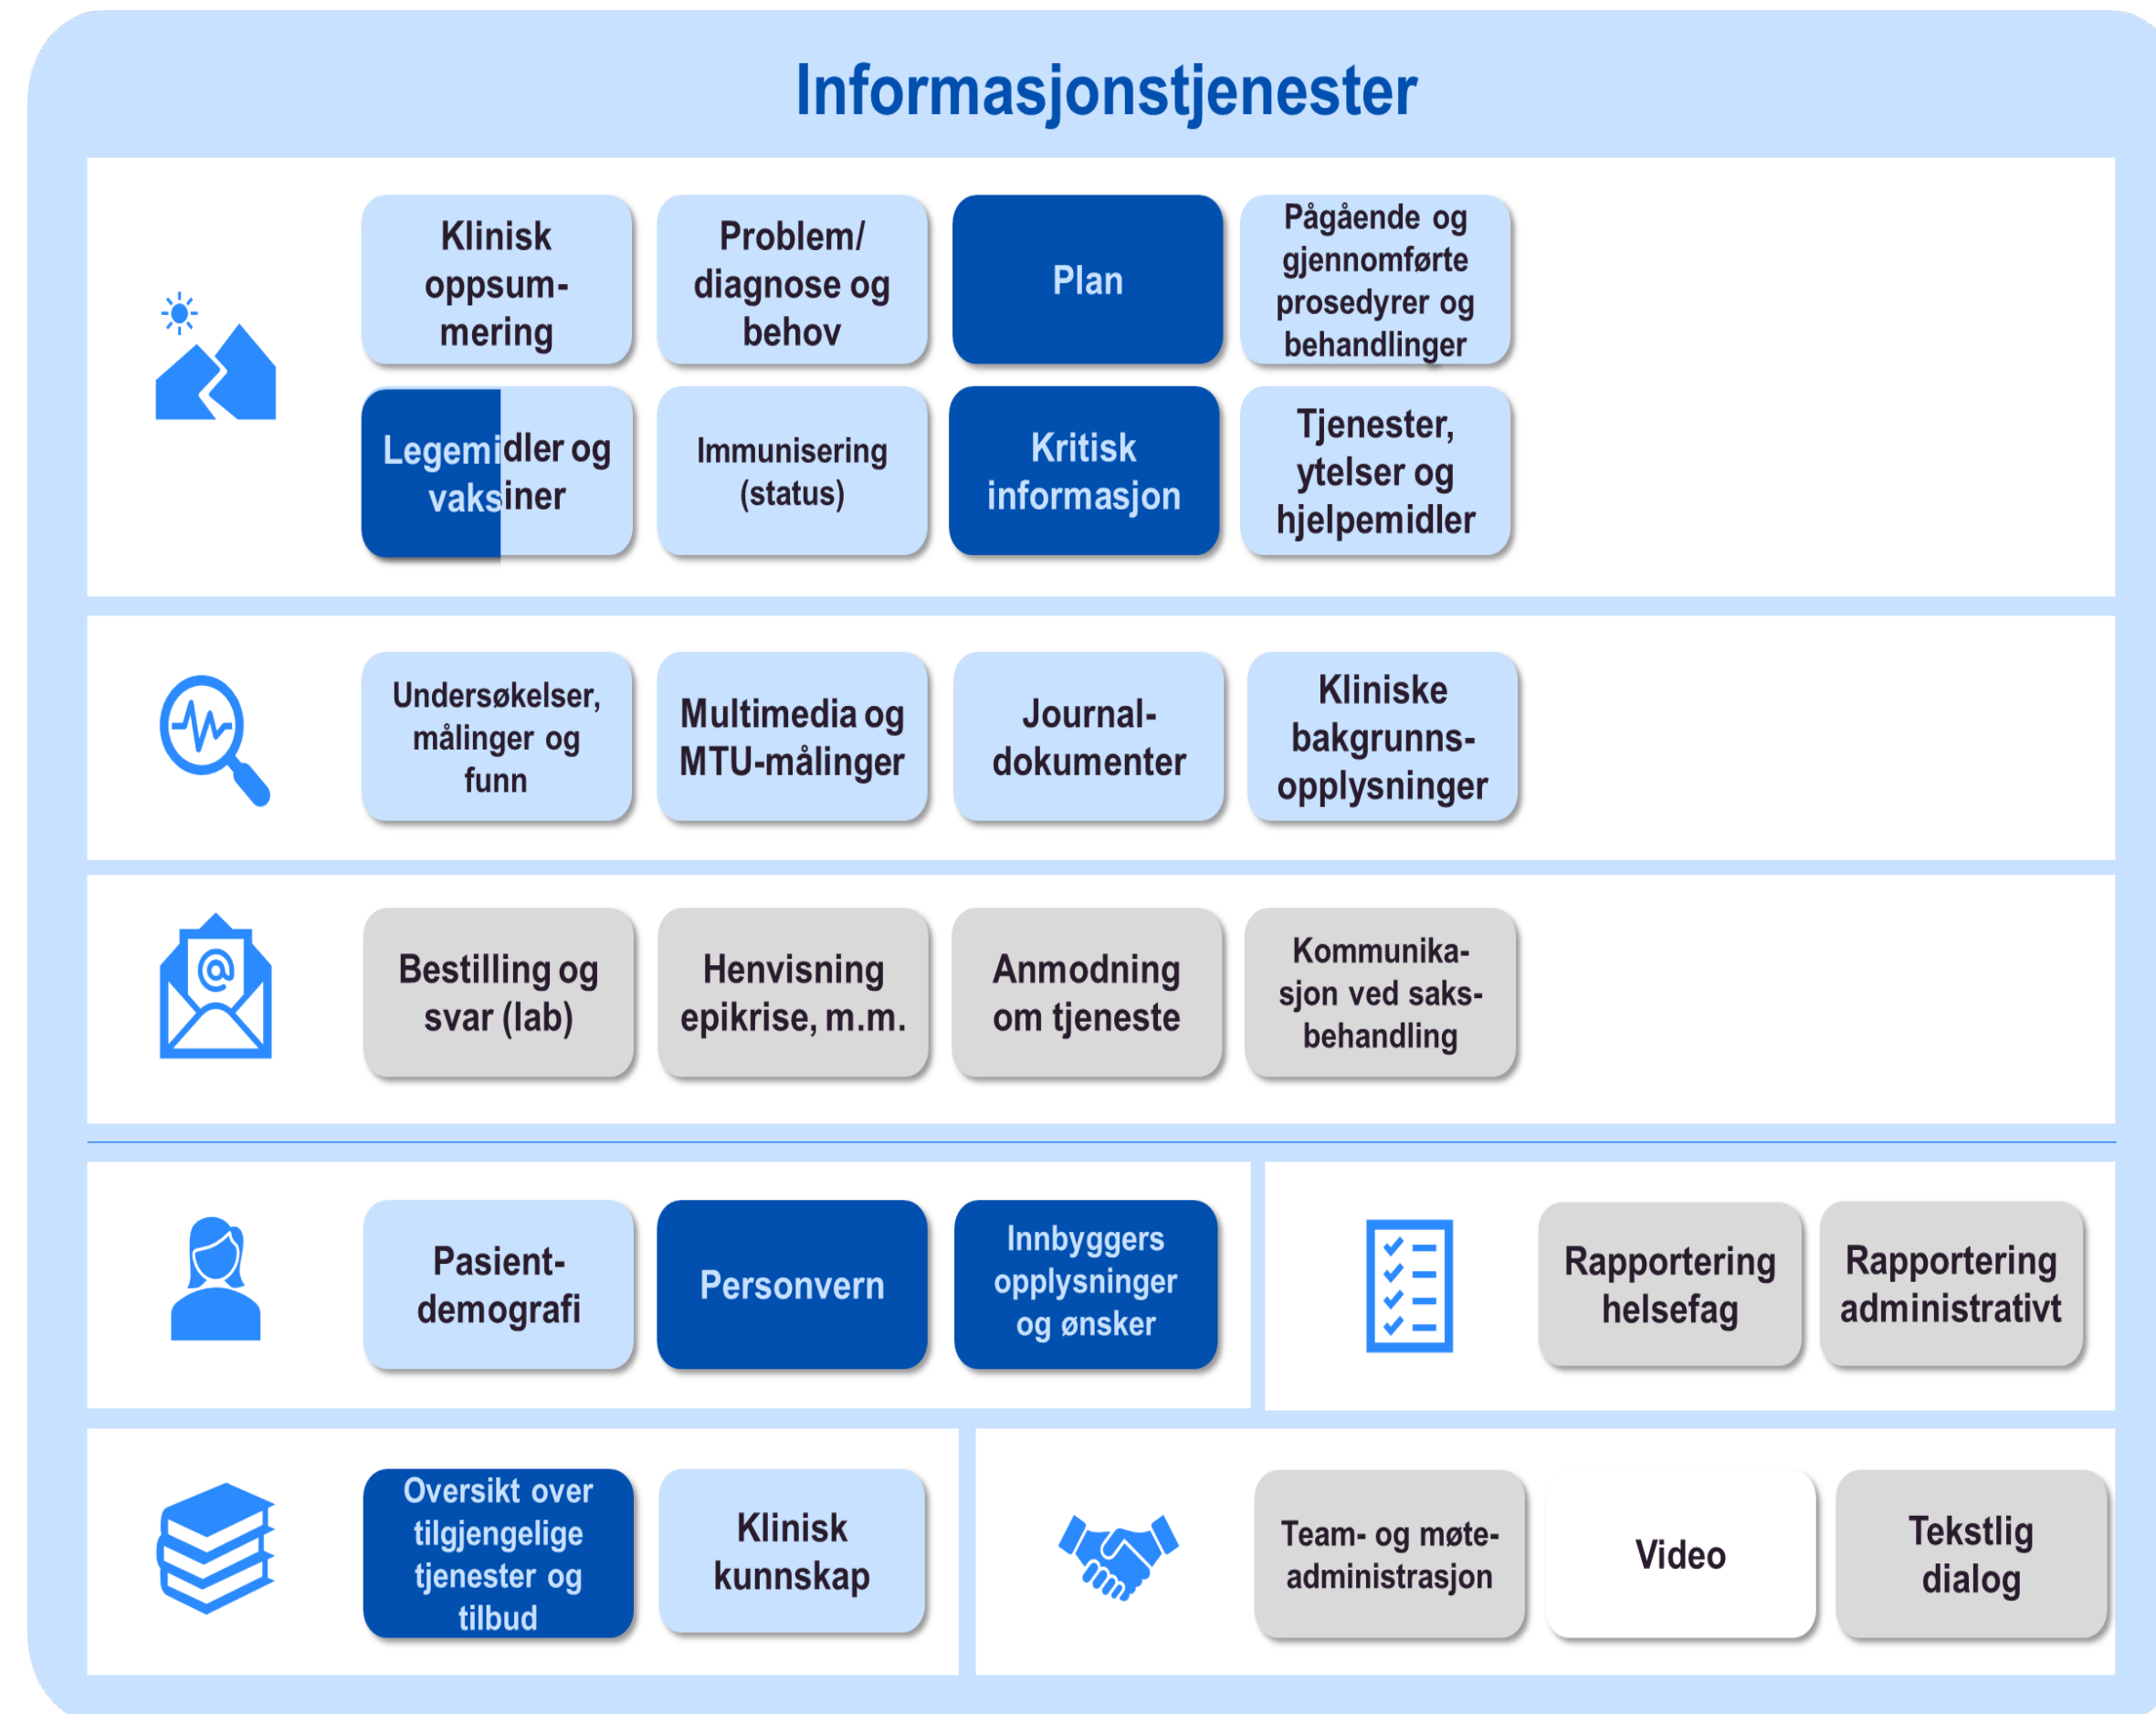 Informasjonstjenester
Klinisk
oppsum-
mering
Problem/
diagnose og
behov
Plan
Pågående og
gjennomførte
prosedyrer og
behandlinger
Legemidler og
vaksiner
Immunisering
(status)
Kritisk
informasjon
Tjenester,
ytelser og
hjelpemidler
Undersøkelser,
målinger og
funn
Multimedia og
MTU-målinger
Journal-
dokumenter
Kliniske
bakgrunns-
opplysninger
@
Bestilling og
svar (lab)
Henvisning
epikrise, m.m.
Anmodning
om tjeneste
Kommunika-
sjon ved saks-
behandling
Pasient-
demografi
Personvern
Innbyggers
opplysninger
og ønsker
Rapportering
helsefag
Rapportering
administrativt
Oversikt over
tilgjengelige
tjenester og
tilbud
Klinisk
kunnskap
Team- og møte-
administrasjon
Video
Tekstlig
dialog